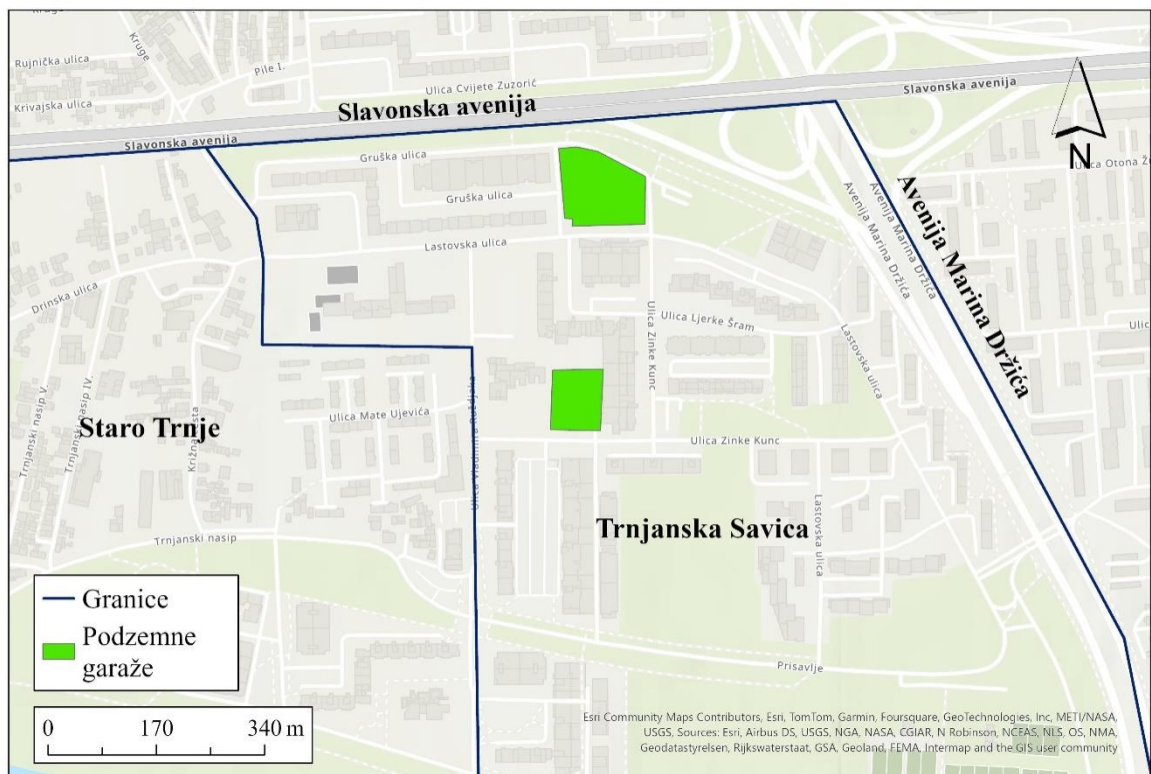 Kruge
Kruge
Rujnička ulica
Pile I.
Krivajska ulica
Ulica Cvijete Zuzorić
Slavonska avenija
Slavonska avenija
Slavonska avenija
N
Gruška ulica
Ulica Otona Ž
Gruška ulica
Avenija Marina Držića
Avenija Marina Držića
Avenija Marina Držića
Lastovska ulica
Drinska ulica
Ulica Ljerke Šram
Ulica Zinke Kunc
Lastovska ulica
Ulic
Trnjanski nasip V.
Trnjanski nasip IV.
Staro Trnje
Križna cesta
Ulica Mate Ujevića
Ulica Zinke Kunc
Trnjanska Savica
Lastovska ulica
Trnjanski nasip
Prisavlje
Granice
Podzemne
garaže
0 170 340 m
Esri Community Maps Contributors, Esri, TomTom, Garmin, Foursquare, GeoTechnologies, Inc, METI/NASA,
USGS, Sources: Esri, Airbus DS, USGS, NGA, NASA, CGIAR, N Robinson, NCEAS, NLS, OS, NMA,
Geodatastyrelsen, Rijkswaterstaat, GSA, Geoland, FEMA, Intermap and the GIS user community